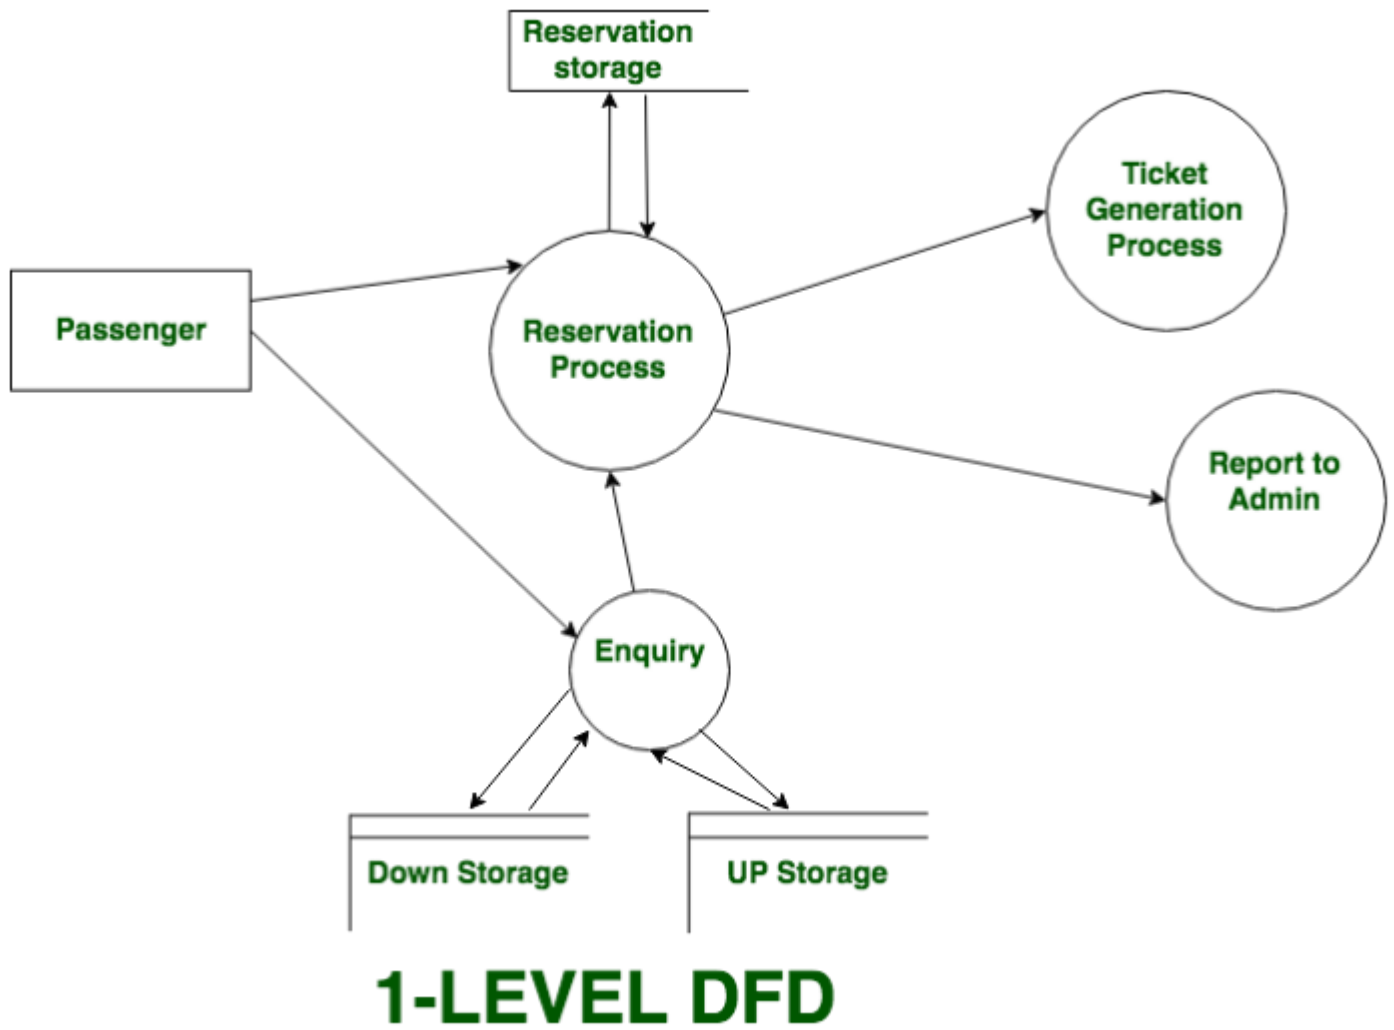 Reservation
storage
Ticket
Generation
Process
Passenger
Reservation
Process
Report to
Admin
Enquiry
Down Storage
UP Storage
1-LEVEL DFD